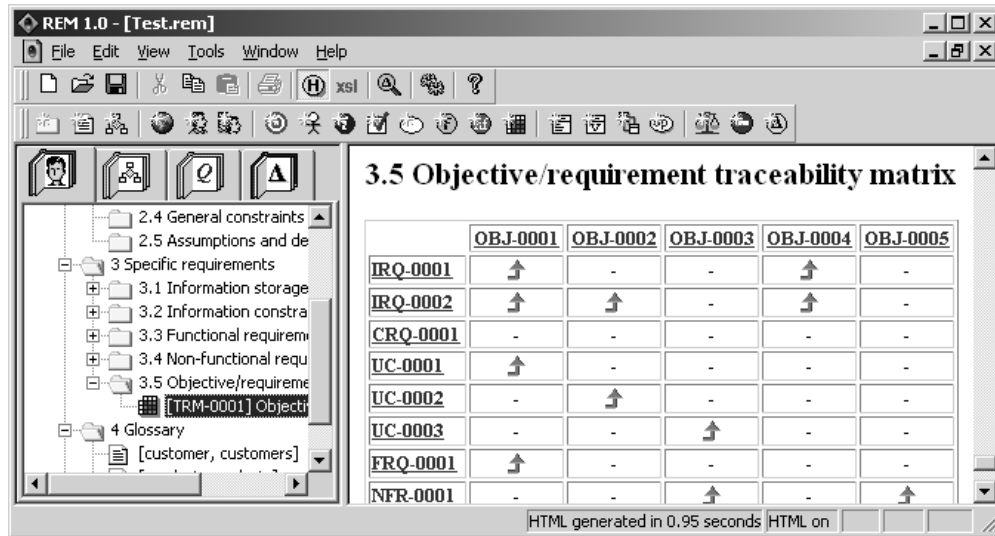 REM 1.0 - [Test.rem]
File Edit View Tools Window Help
H xsl A ?
Q A
2.4 General constraints
2.5 Assumptions and de
3 Specific requirements
3.1 Information storage
3.2 Information constra
3.3 Functional requirem
3.4 Non-functional requ
3.5 Objective/requireme
[TRM-0001] Objecti
4 Glossary
[customer, customers]
3.5 Objective/requirement traceability matrix
OBJ-0001 OBJ-0002 OBJ-0003 OBJ-0004 OBJ-0005
IRQ-0001 - - -
IRQ-0002 - -
CRQ-0001 - - - - -
UC-0001 - - - -
UC-0002 - - - -
UC-0003 - - - -
FRQ-0001 - - - -
NFR-0001 - - -
HTML generated in 0.95 seconds HTML on